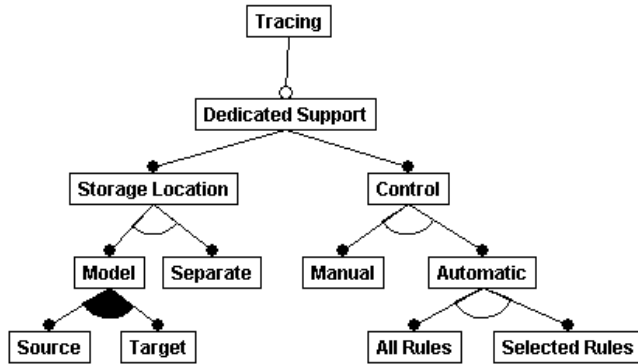 Tracing
Dedicated Support
Storage Location
Control
Model
Separate
Manual
Automatic
Source
Target
All Rules
Selected Rules